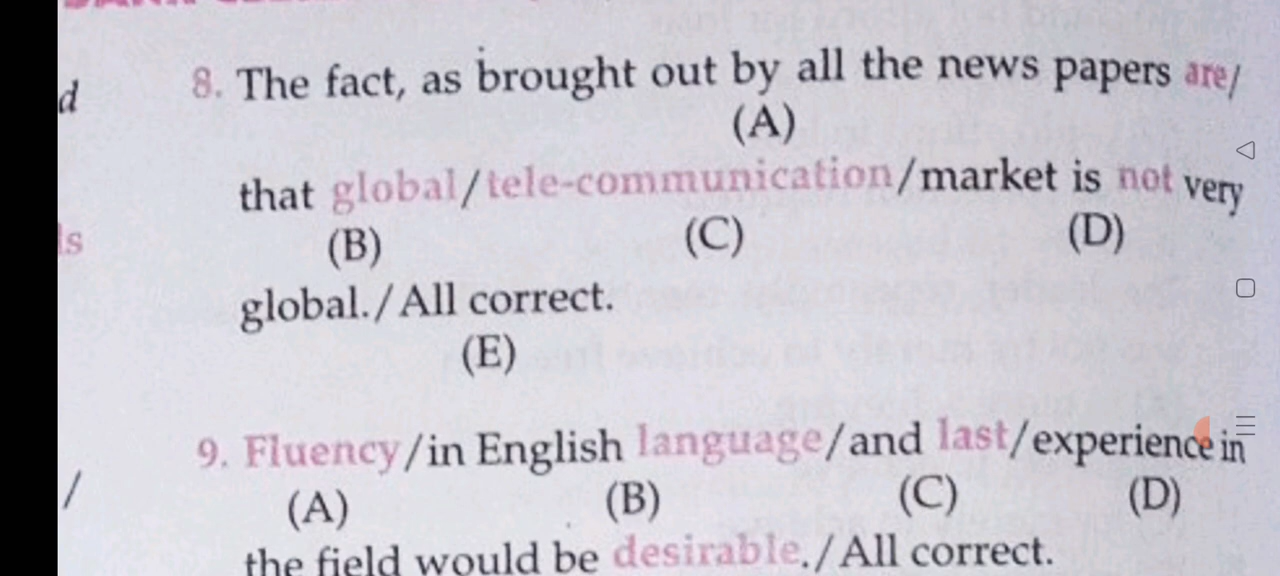 d
ls
/
8. The fact, as brought out by all the news papers are/
(A)
that global/tele-communication/market is not very
(B) (C) (D)
global./All correct.
(E)
9. Fluency/in English language/and last/experience in
(A) (B) (C) (D)
the field would be desirable./All correct.